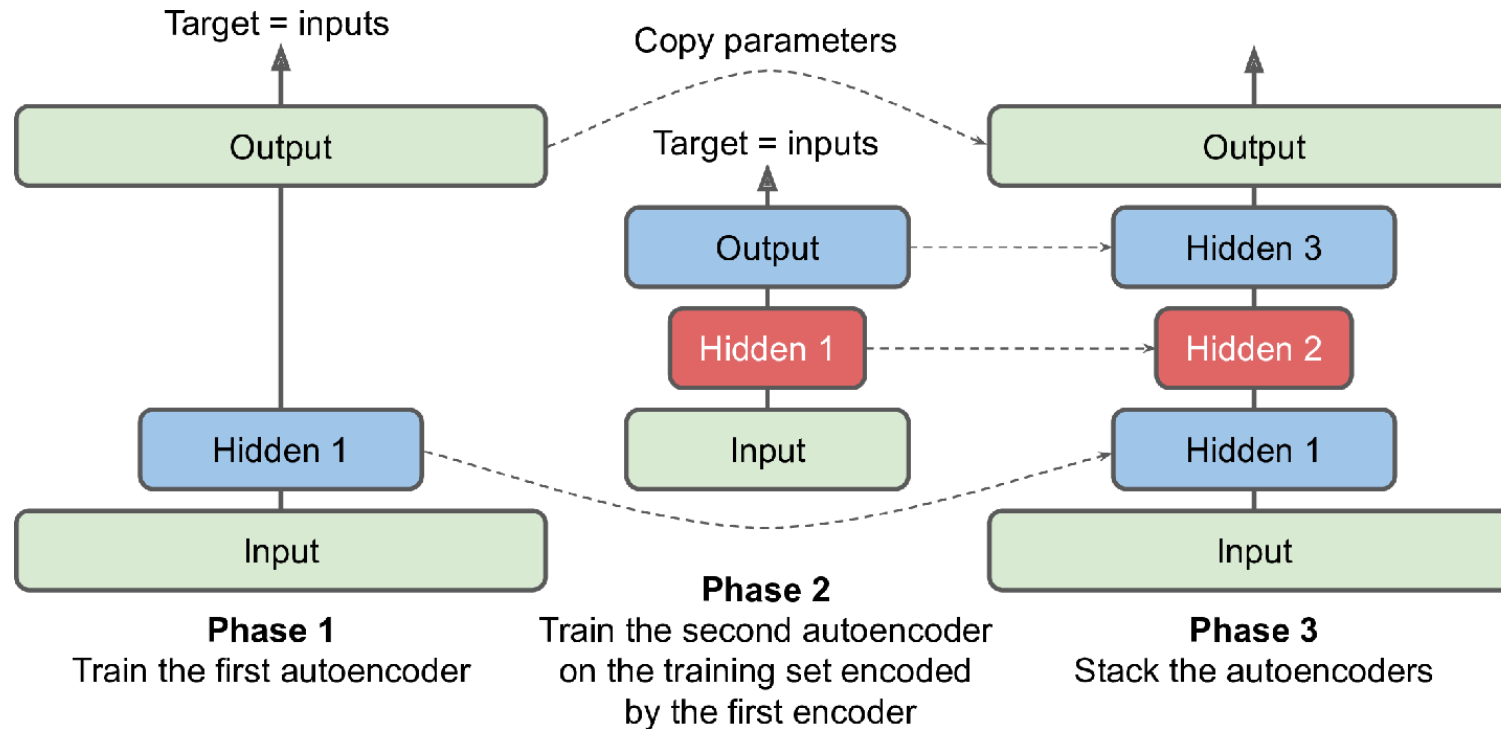 Target = inputs
Copy parameters
Output
Target = inputs
Output
Output
Hidden 3
Hidden 1
Hidden 2
Hidden 1
Input
Hidden 1
Input
Input
Phase 1
Train the first autoencoder
Phase 2
Train the second autoencoder
on the training set encoded
by the first encoder
Phase 3
Stack the autoencoders